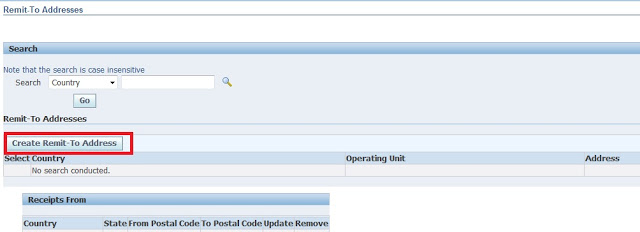 Remit-To Addresses
Search
Note that the search is case insensitive
Search Country
Go
Remit-To Addresses
Create Remit-To Address
Select Country Operating Unit Address
No search conducted.
Receipts From
Country State From Postal Code To Postal Code Update Remove